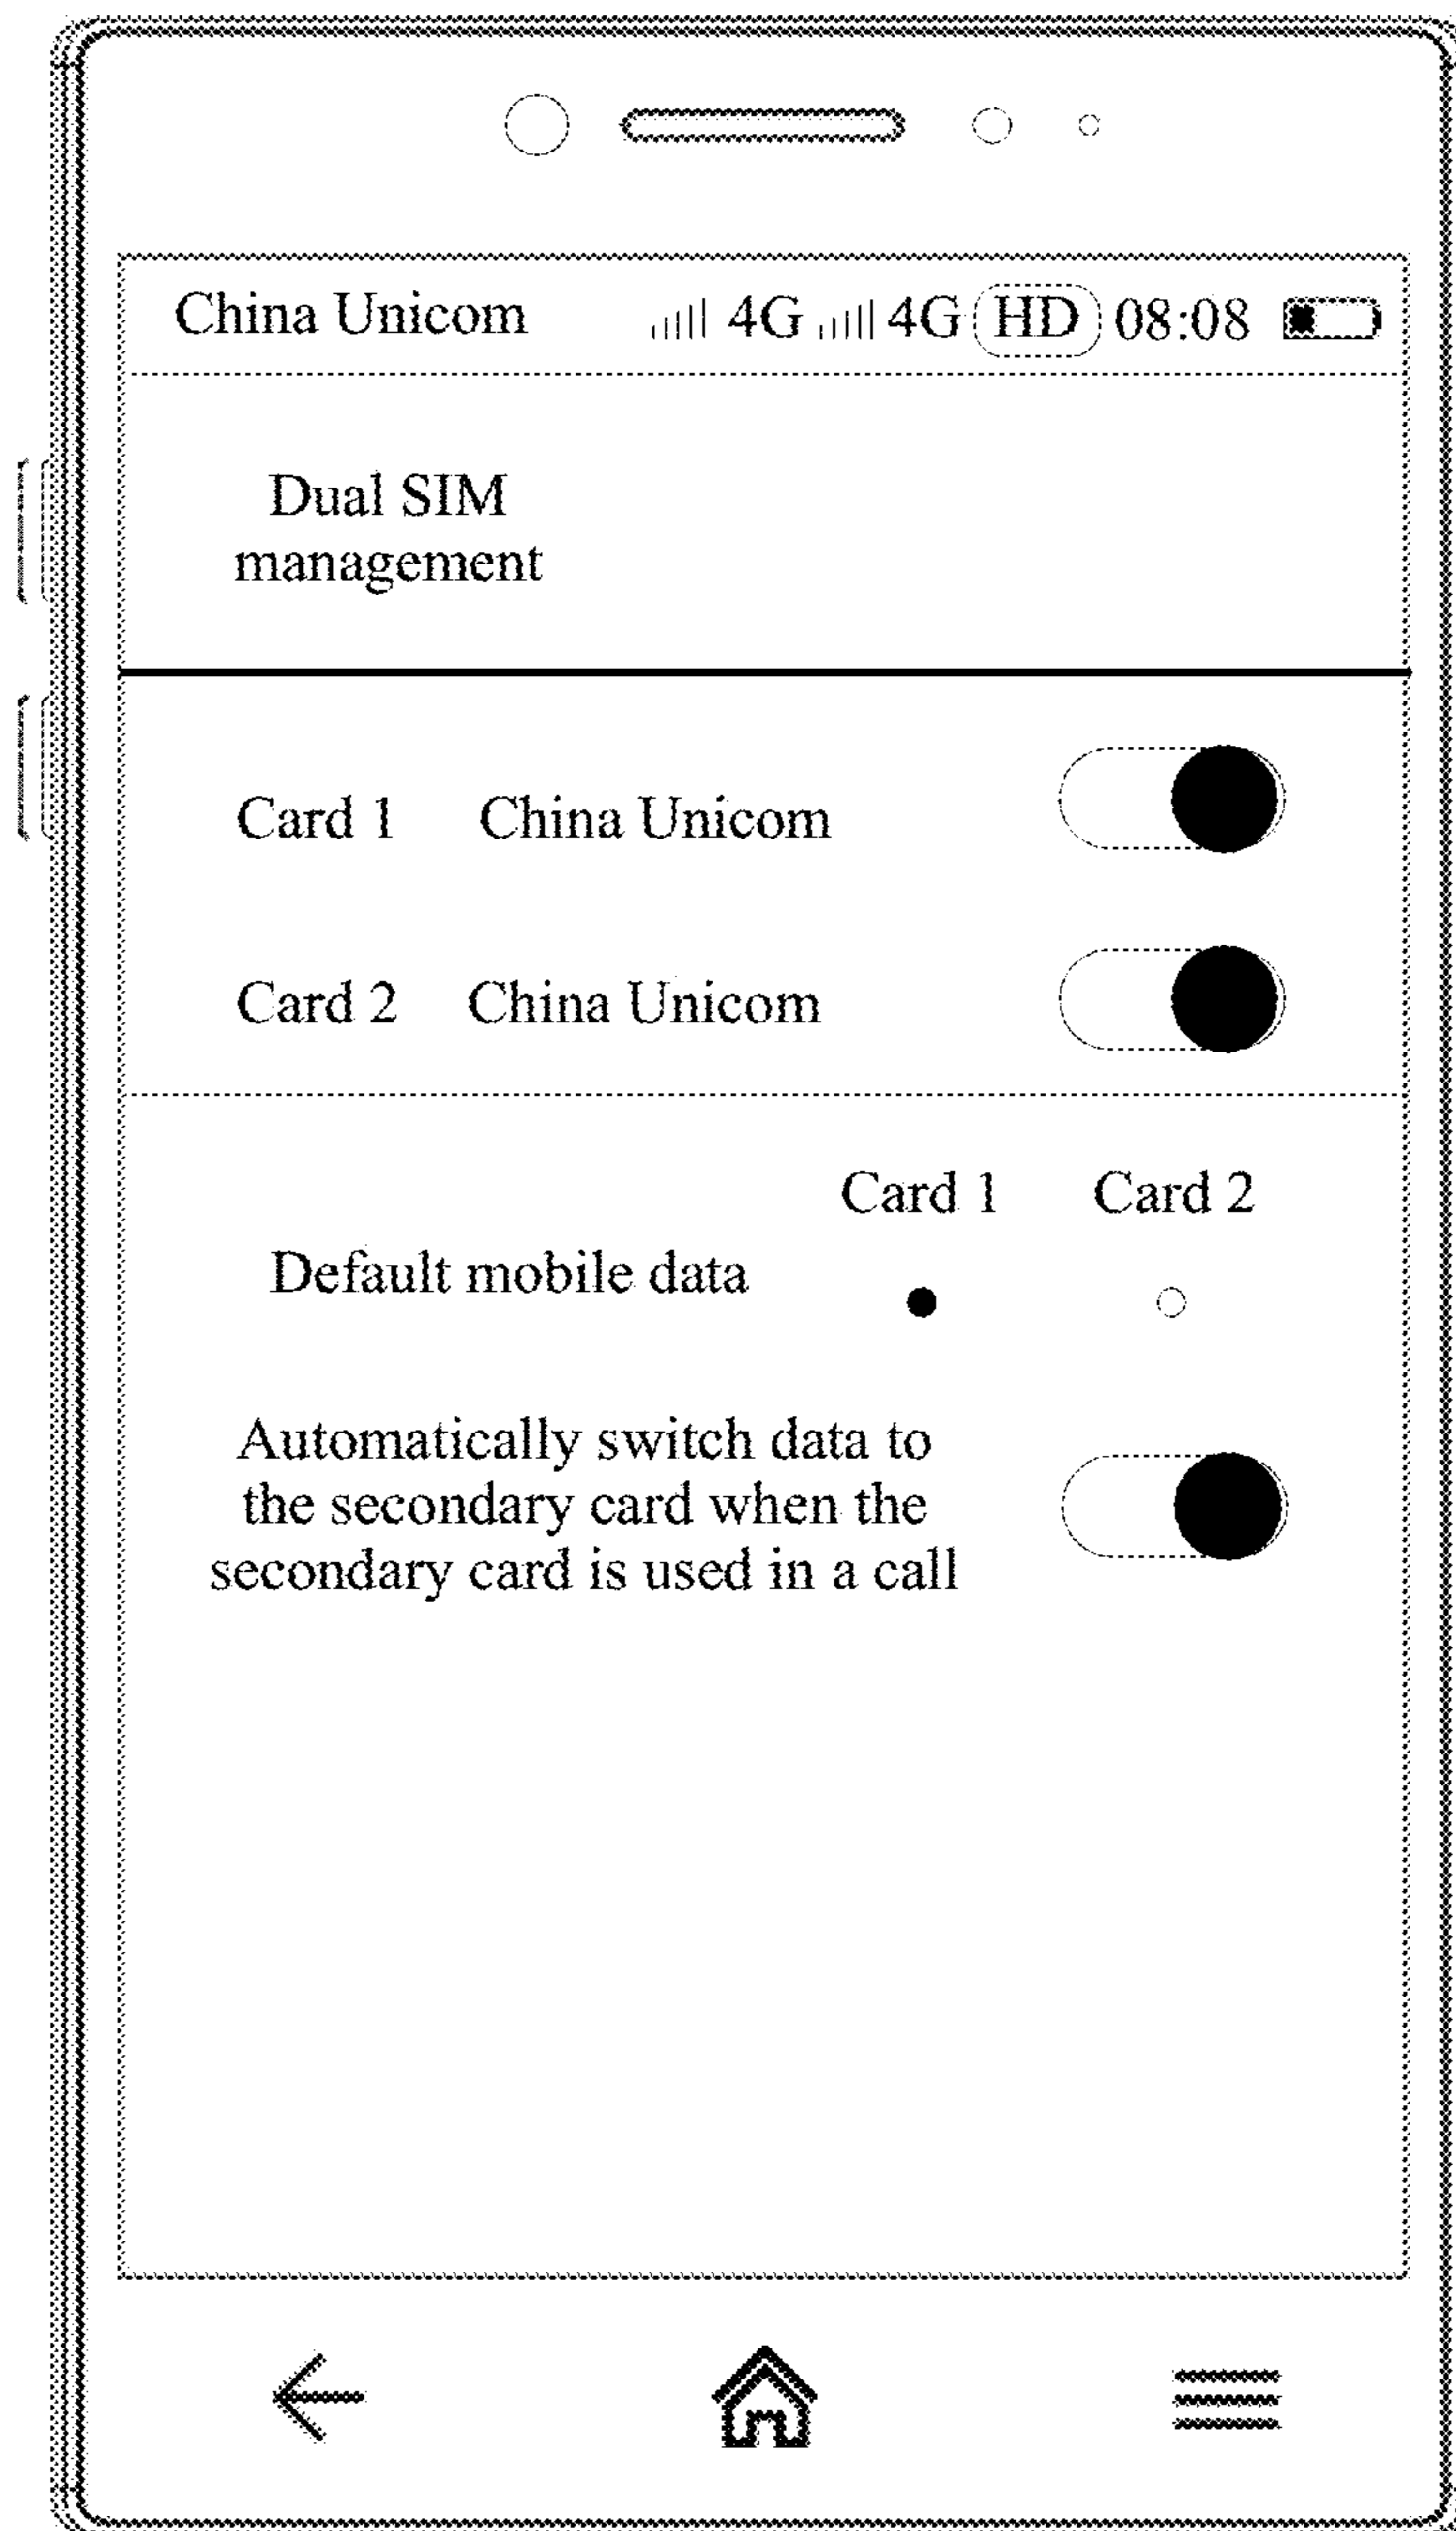 China Unicom 4G 4G HD 08:08
Dual SIM
management
Card 1 China Unicom
Card 2 China Unicom
Card 1 Card 2
Default mobile data
Automatically switch data to
the secondary card when the
secondary card is used in a call